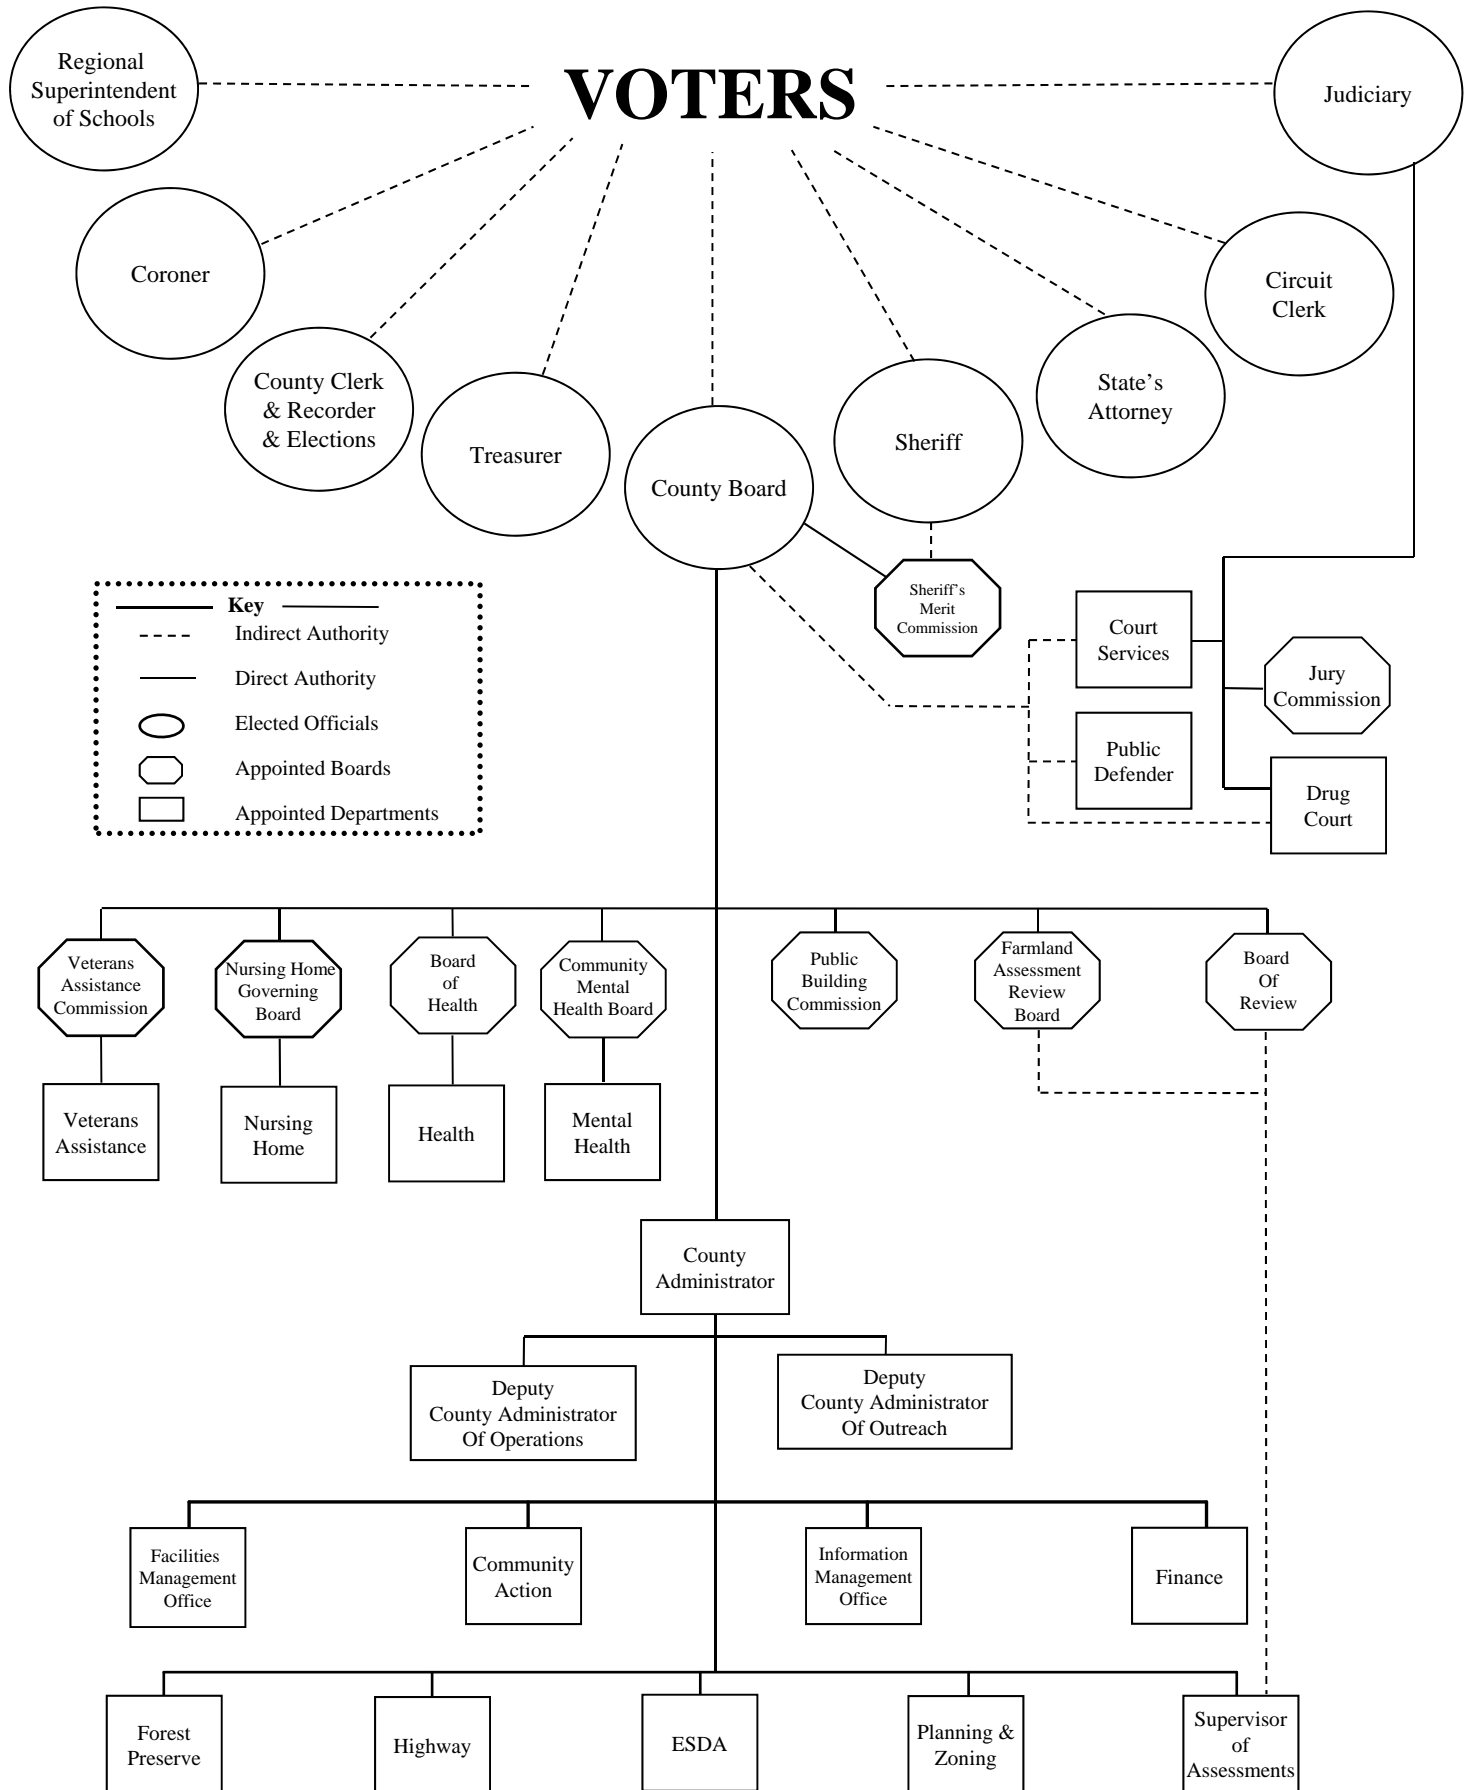 VOTERS
Regional
Superintendent
of Schools
Judiciary
Coroner
Circuit
Clerk
County Clerk
& Recorder
& Elections
State’s
Attorney
Treasurer
Sheriff
County Board
Sheriff’s
Merit
Commission
Key
Indirect Authority
Direct Authority
Elected Officials
Appointed Boards
Appointed Departments
Court
Services
Jury
Commission
Public
Defender
Drug
Court
Veterans
Assistance
Commission
Nursing Home
Governing
Board
Board
of
Health
Community
Mental
Health Board
Public
Building
Commission
Farmland
Assessment
Review
Board
Board
Of
Review
Veterans
Assistance
Nursing
Home
Health
Mental
Health
County
Administrator
Deputy
County Administrator
Of Operations
Deputy
County Administrator
Of Outreach
Facilities
Management
Office
Community
Action
Information
Management
Office
Finance
Forest
Preserve
Highway
ESDA
Planning &
Zoning
Supervisor
of
Assessments